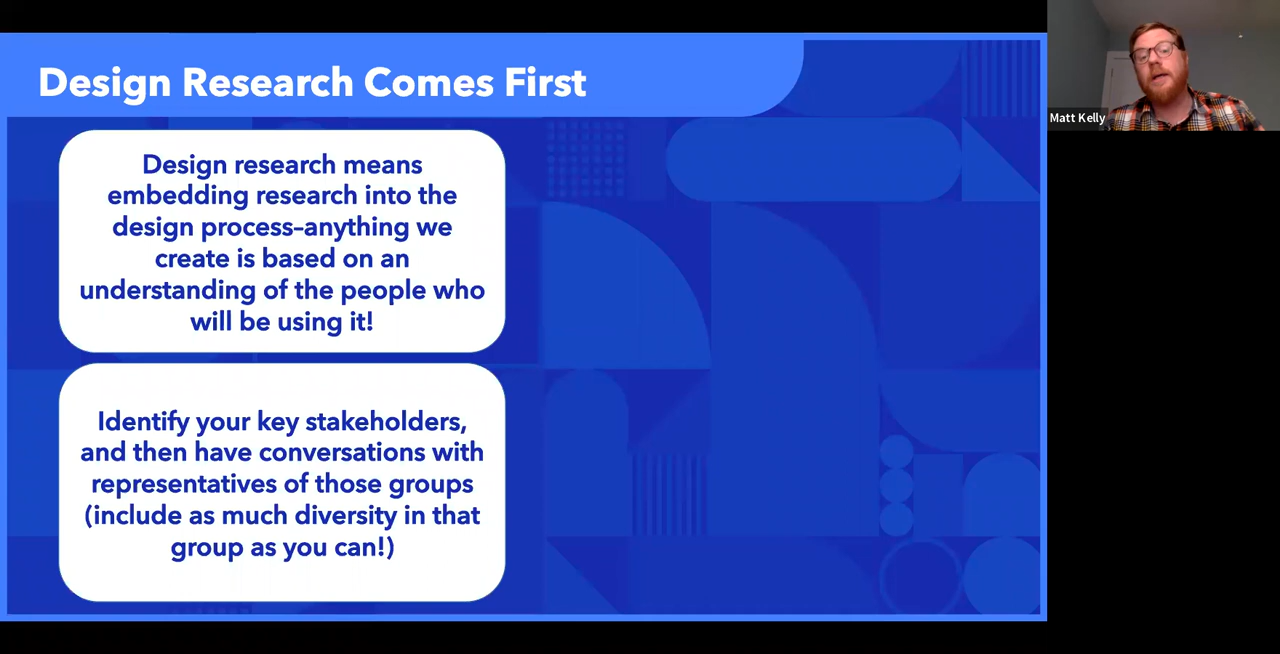 Design Research Comes First
Design research means
embedding research into the
design process–anything we
create is based on an
understanding of the people who
will be using it!
Identify your key stakeholders,
and then have conversations with
representatives of those groups
(include as much diversity in that
group as you can!)
Matt Kelly